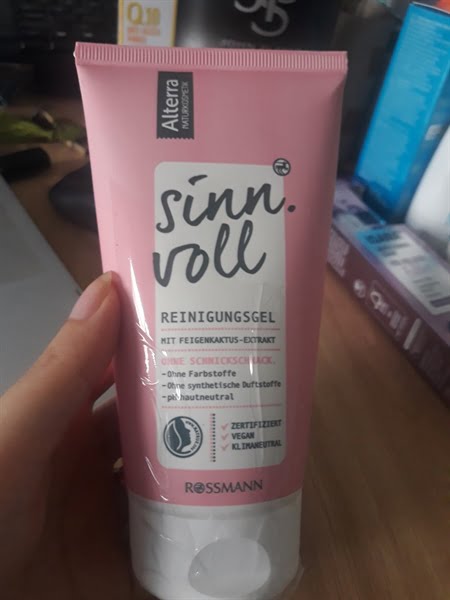 Q10
Alterra
NATURKOSMETIK
sinn.
voll
REINIGUNGSGEL
MIT FEIGENKAKTUS-EXTRAKT
OHNE SCHNICKSCHNACK.
-Ohne Farbstoffe
-Ohne synthetische Duftstoffe
-ph-hautneutral
ZERTIFIZIERT
VEGAN
KLIMANEUTRAL
ROSSMANN